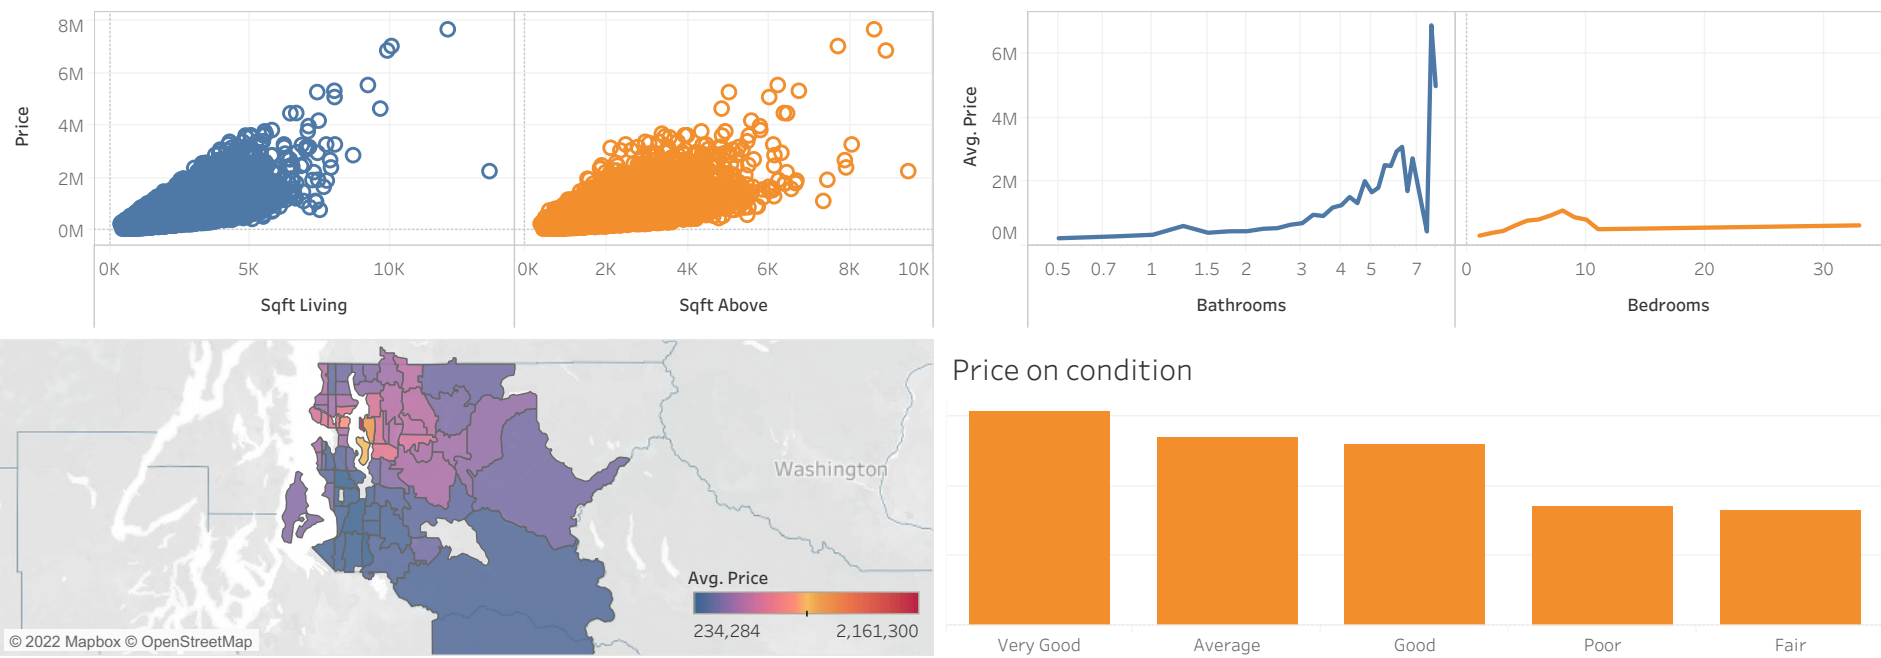 8M
6M
4M
2M
0M
Price
0K 5K 10K
Sqft Living
0K 2K 4K 6K 8K 10K
Sqft Above
6M
4M
2M
0M
Avg. Price
0.5 0.7 1 1.5 2 3 4 5 7
Bathrooms
0 10 20 30
Bedrooms
Washington
Avg. Price
234,284 2,161,300
© 2022 Mapbox © OpenStreetMap
Price on condition
Very Good Average Good Poor Fair